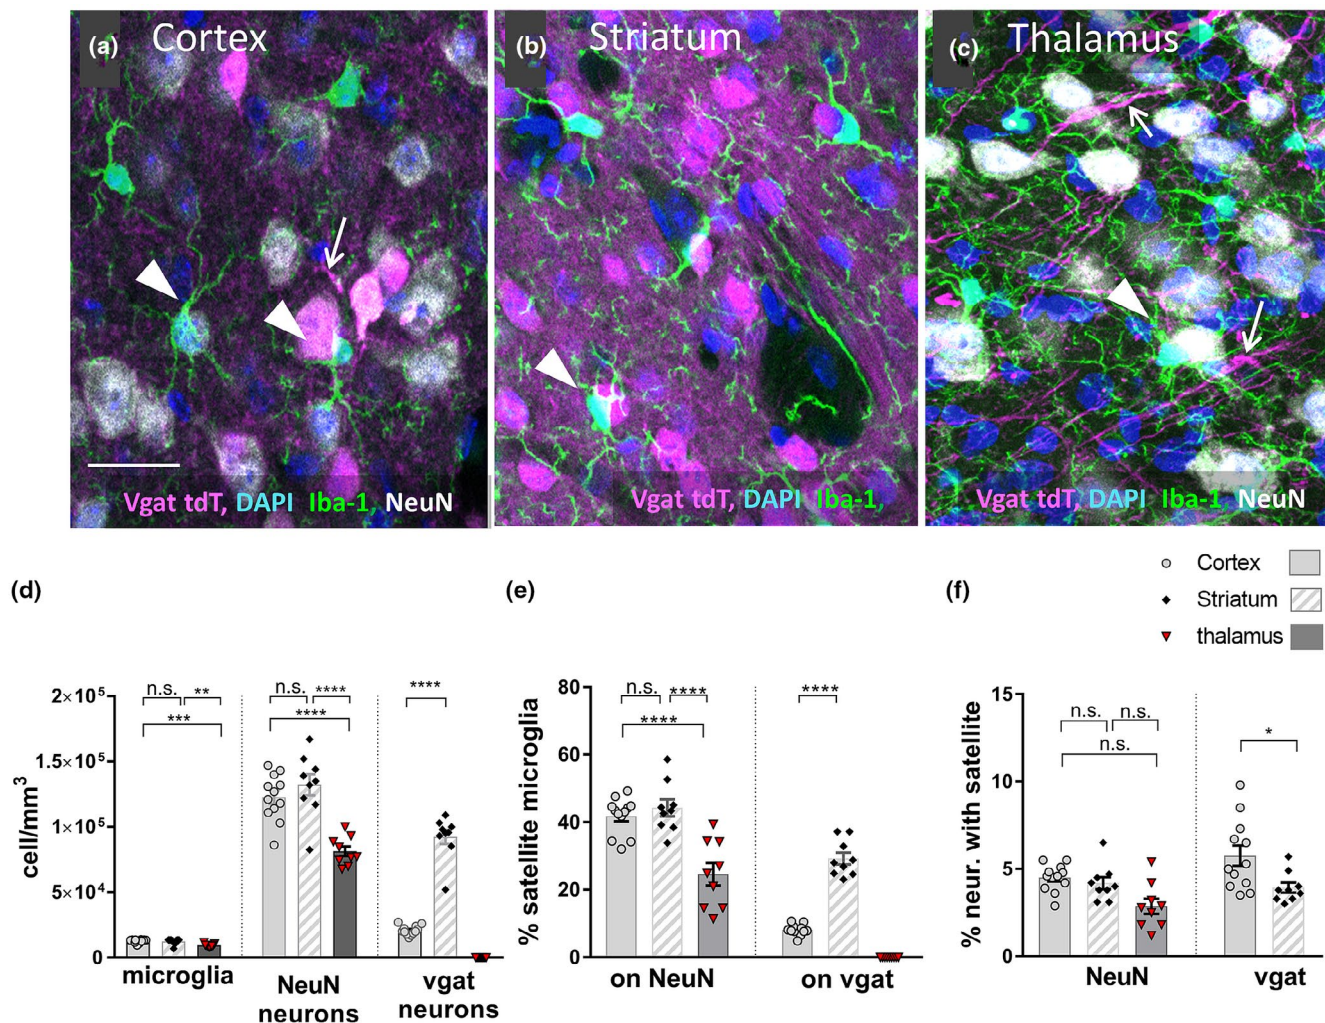 (a) Cortex
Vgat tdT, DAPI Iba-1, NeuN
(b) Striatum
Vgat tdT, DAPI Iba-1,
(c) Thalamus
Vgat tdT, DAPI Iba-1, NeuN
Cortex
Striatum
thalamus
(d)
cell/mm³
2×10⁵
1.5×10⁵
1×10⁵
5×10⁴
0
n.s. **
***
n.s. ****
****
****
microglia
NeuN
neurons
vgat
neurons
(e)
% satellite microglia
80
60
40
20
0
n.s. ****
****
****
on NeuN
on vgat
(f)
% neur. with satellite
15
10
5
0
n.s. n.s.
n.s.
*
NeuN
vgat